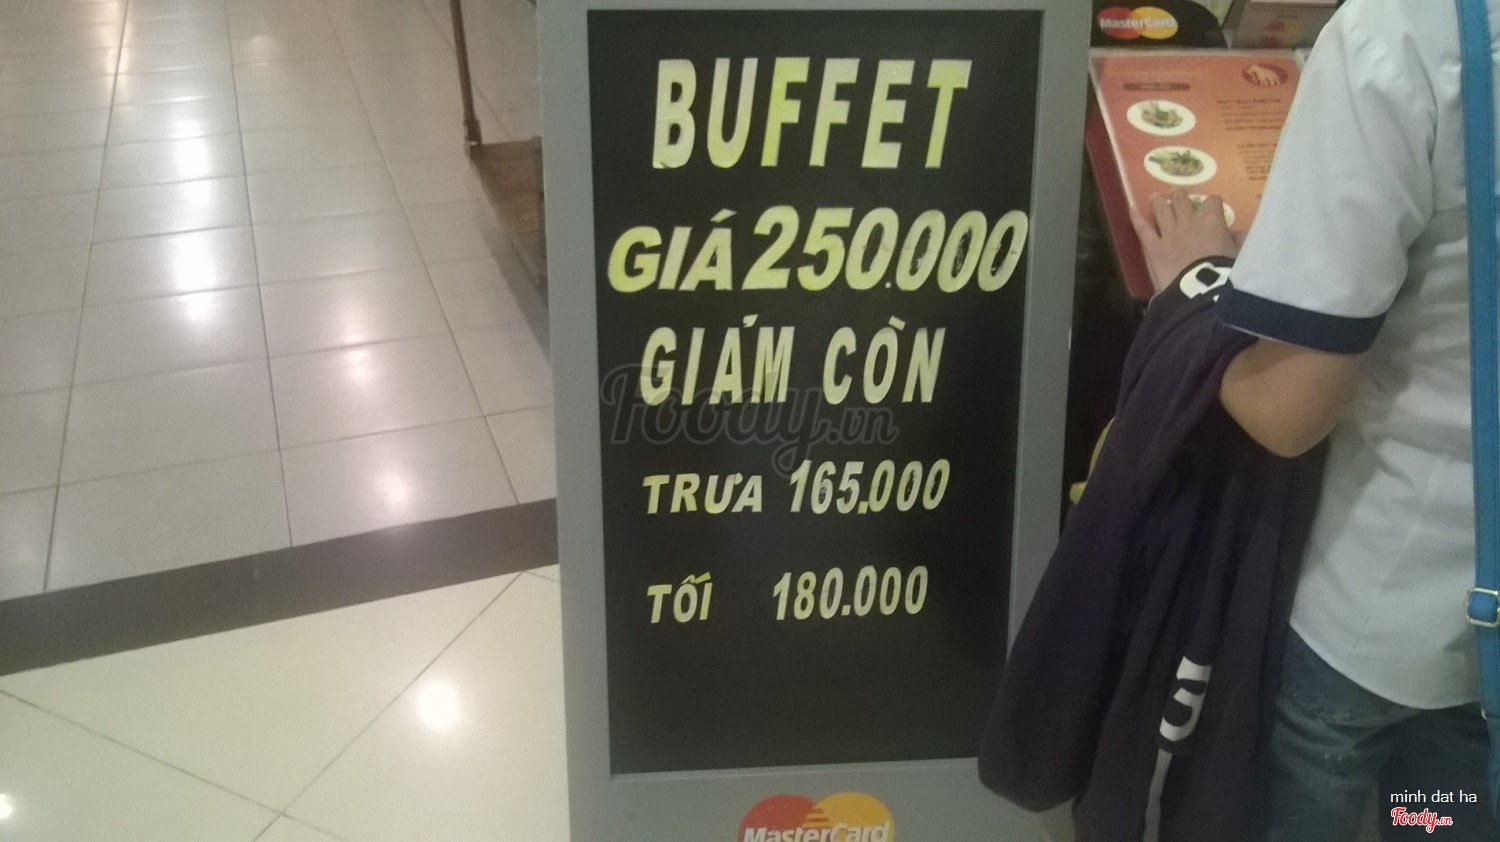 BUFFET
GIÁ 250.000
GIẢM CÒN
TRƯA 165.000
TỐI 180.000
MasterCard
MasterCard
Foody.vn
minh dat ha
Foody.vn